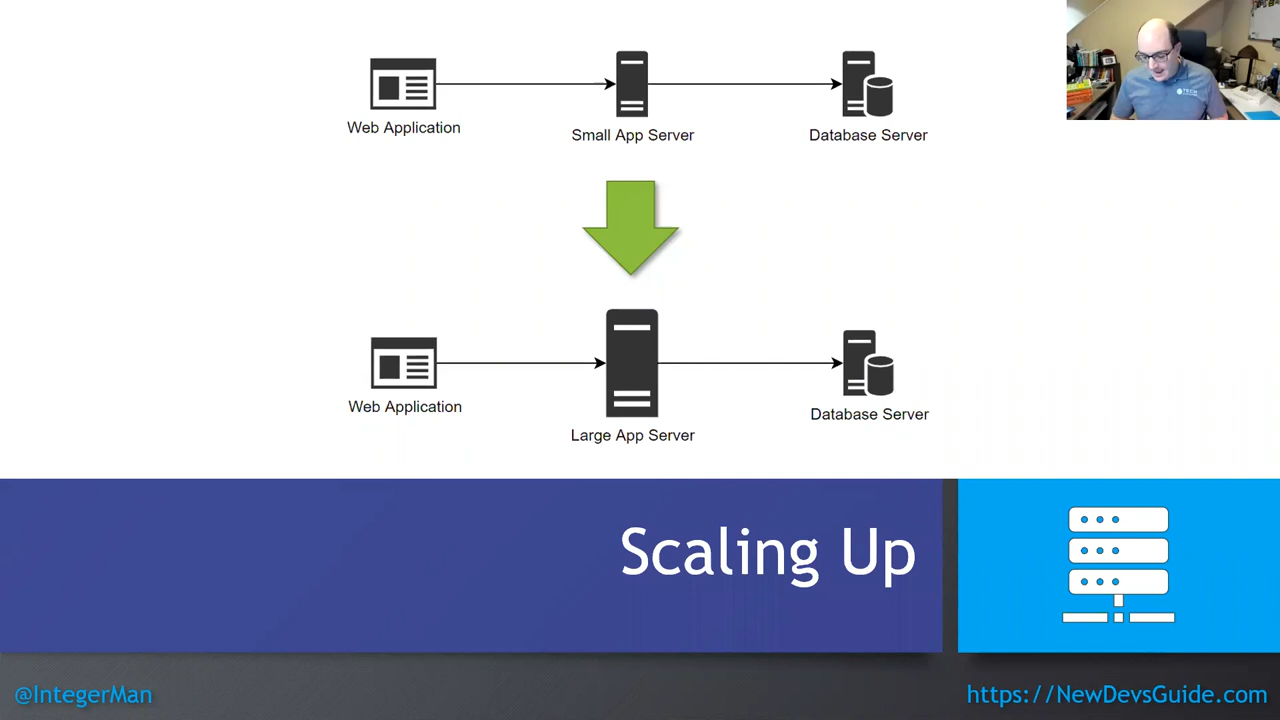 Web Application
Small App Server
Database Server
Web Application
Large App Server
Database Server
Scaling Up
@IntegerMan
https://NewDevsGuide.com